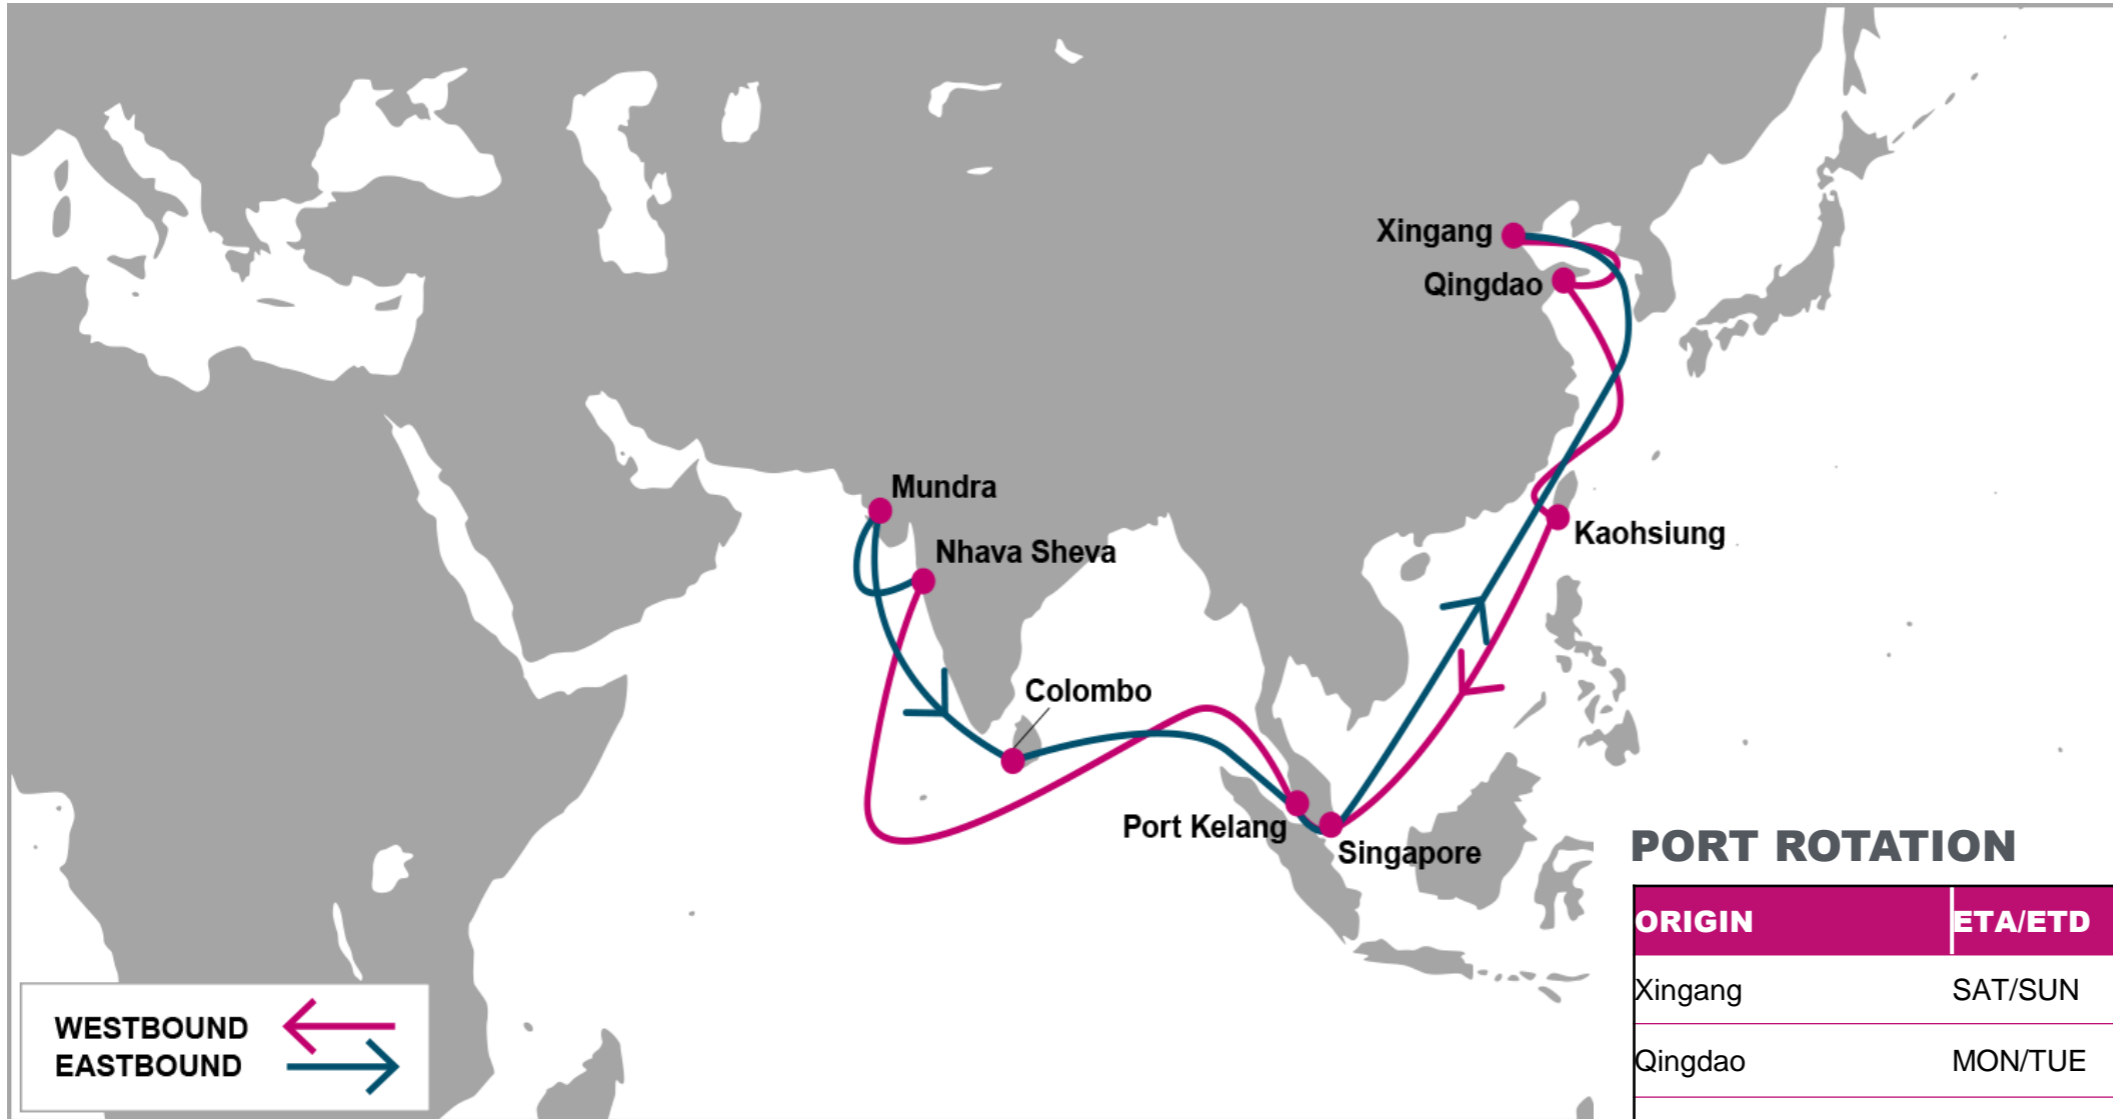 Xingang
Qingdao
Mundra
Nhava Sheva
Kaohsiung
Colombo
Port Kelang
Singapore
WESTBOUND
EASTBOUND
PORT ROTATION
ORIGIN ETA/ETD
Xingang SAT/SUN
Qingdao MON/TUE